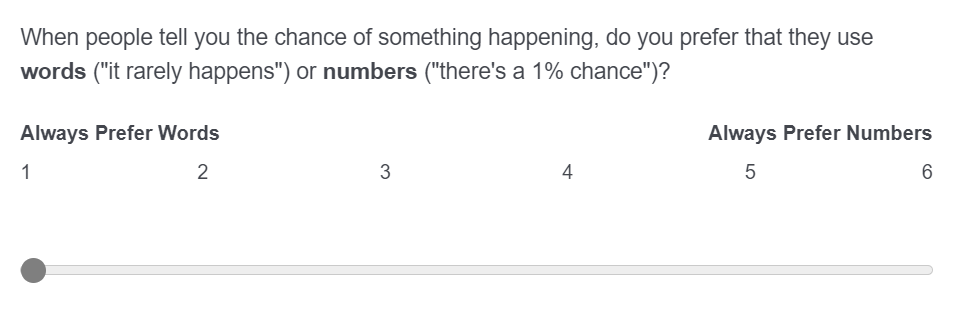 When people tell you the chance of something happening, do you prefer that they use
words ("it rarely happens") or numbers ("there's a 1% chance")?
Always Prefer Words Always Prefer Numbers
1 2 3 4 5 6